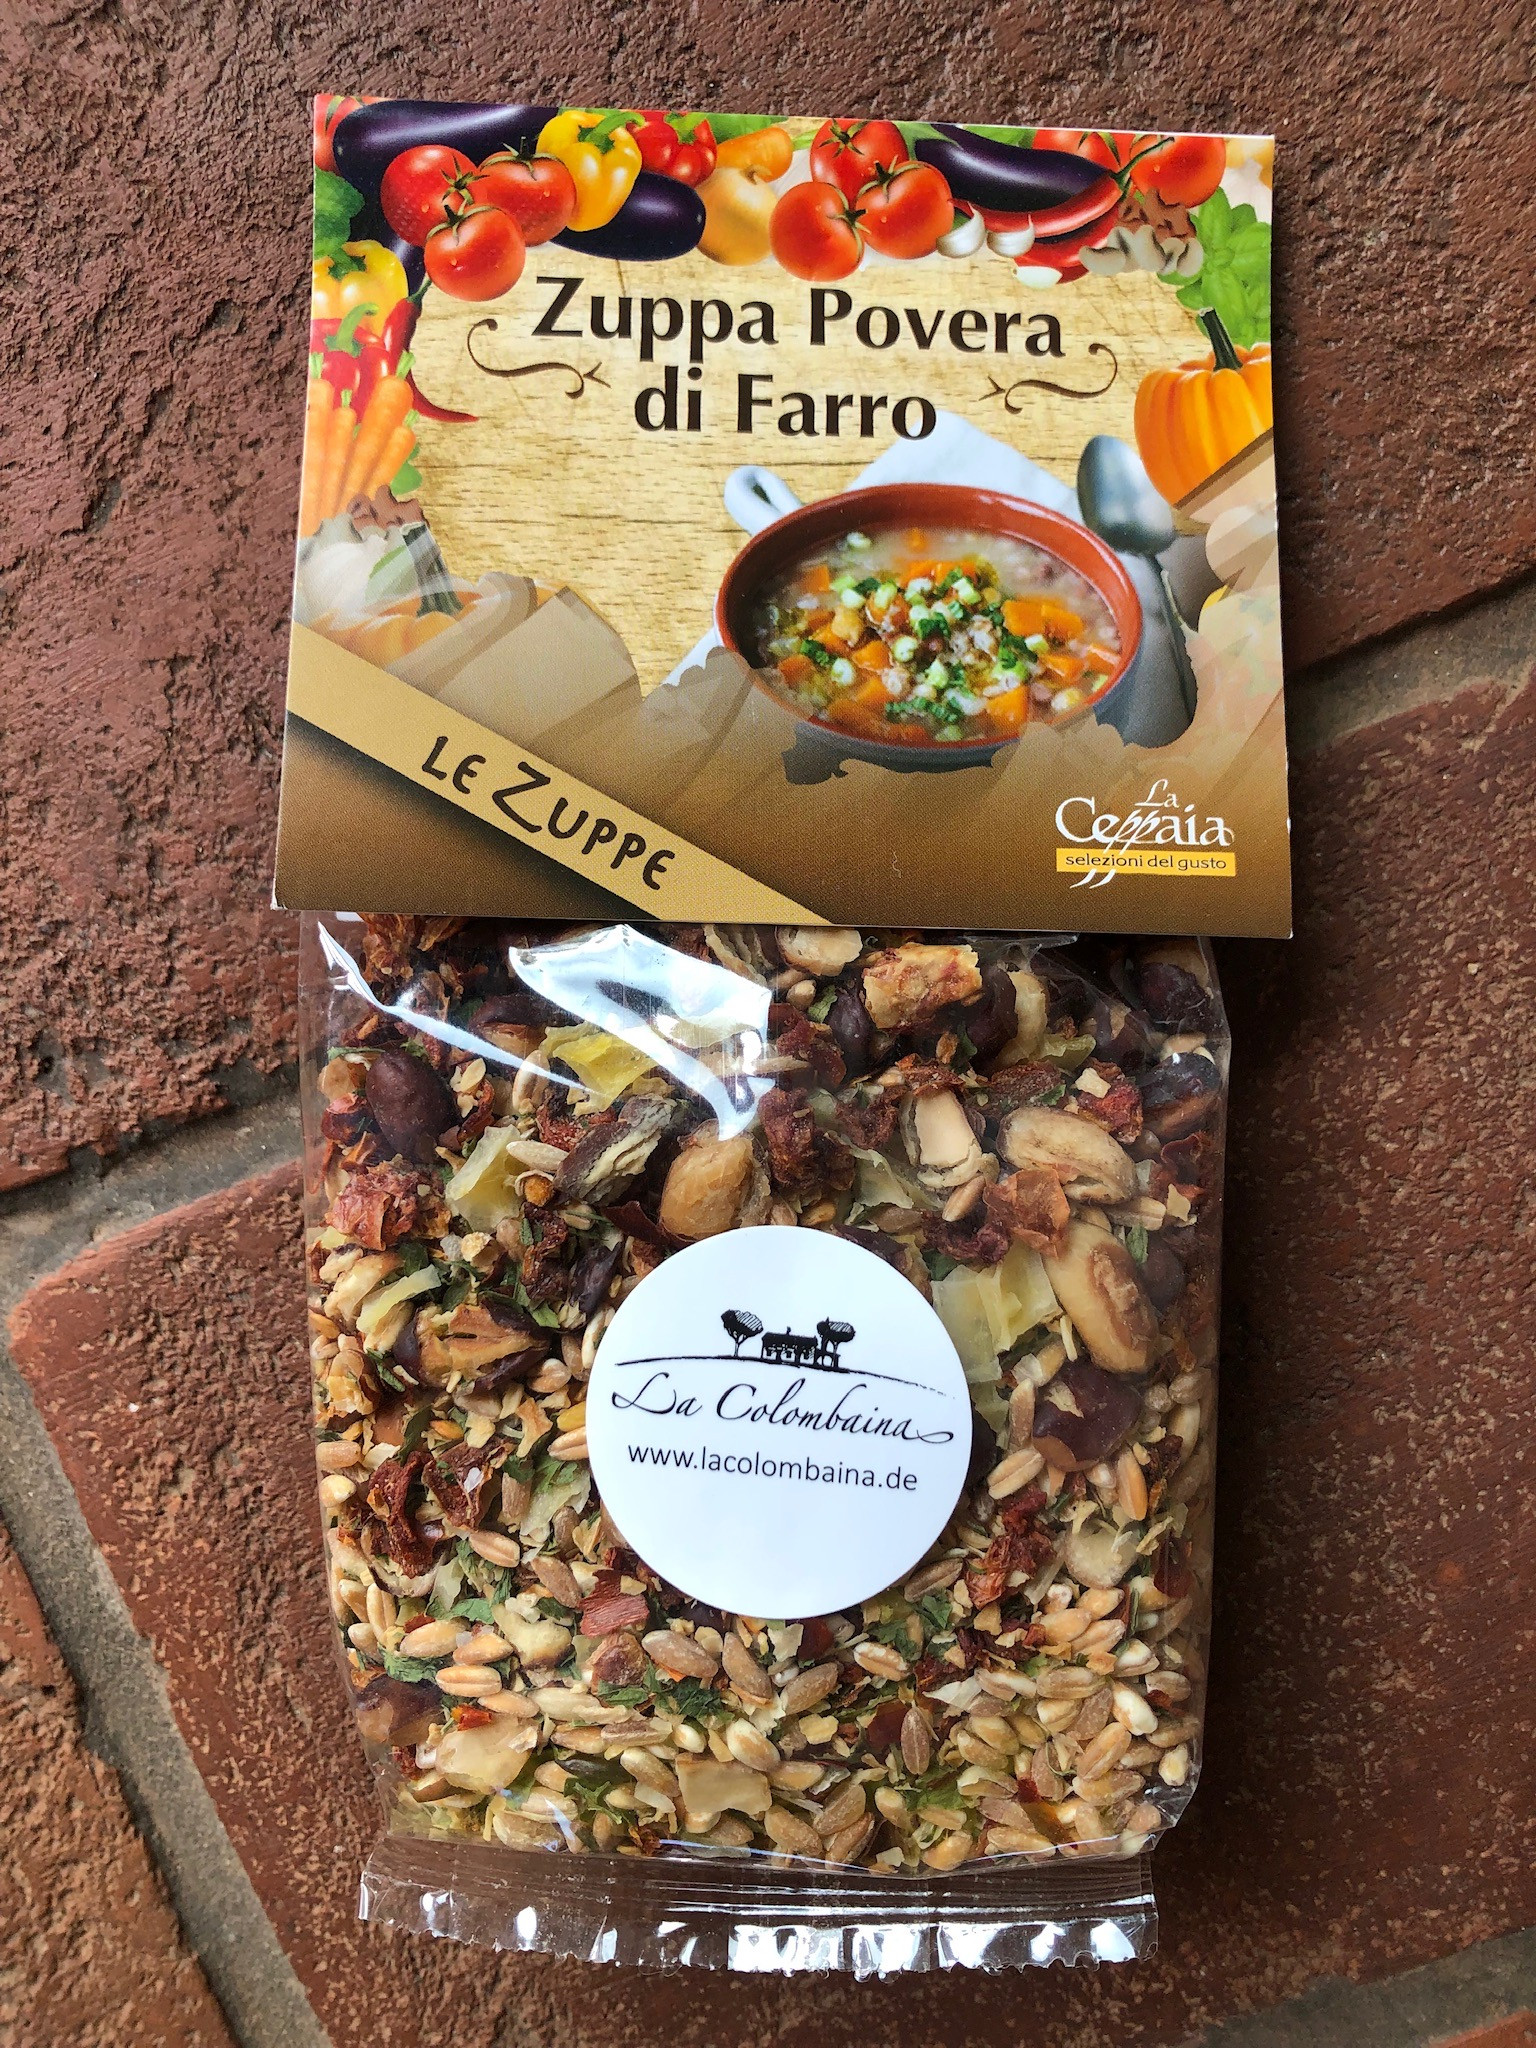 Zuppa Povera
di Farro
LE ZUPPE
La
Ceppaia
selezioni del gusto
La Colombaina
www.lacolombaina.de